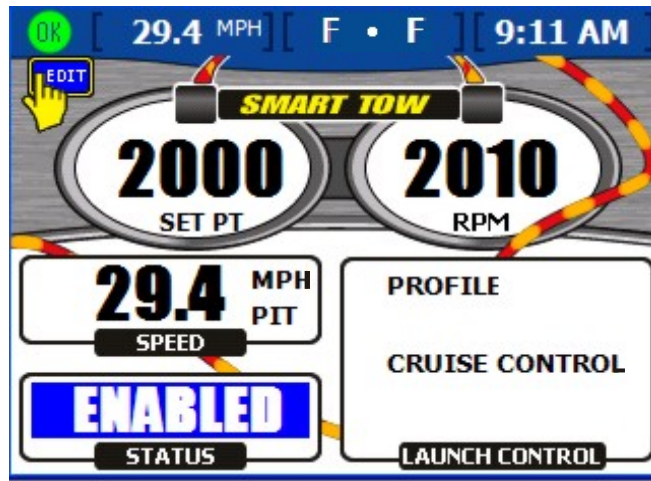 OK [ 29.4 MPH ] [ F • F ] [ 9:11 AM ]
EDIT
SMART TOW
2000
SET PT
2010
RPM
29.4 MPH
PIT
SPEED
ENABLED
STATUS
PROFILE
CRUISE CONTROL
LAUNCH CONTROL